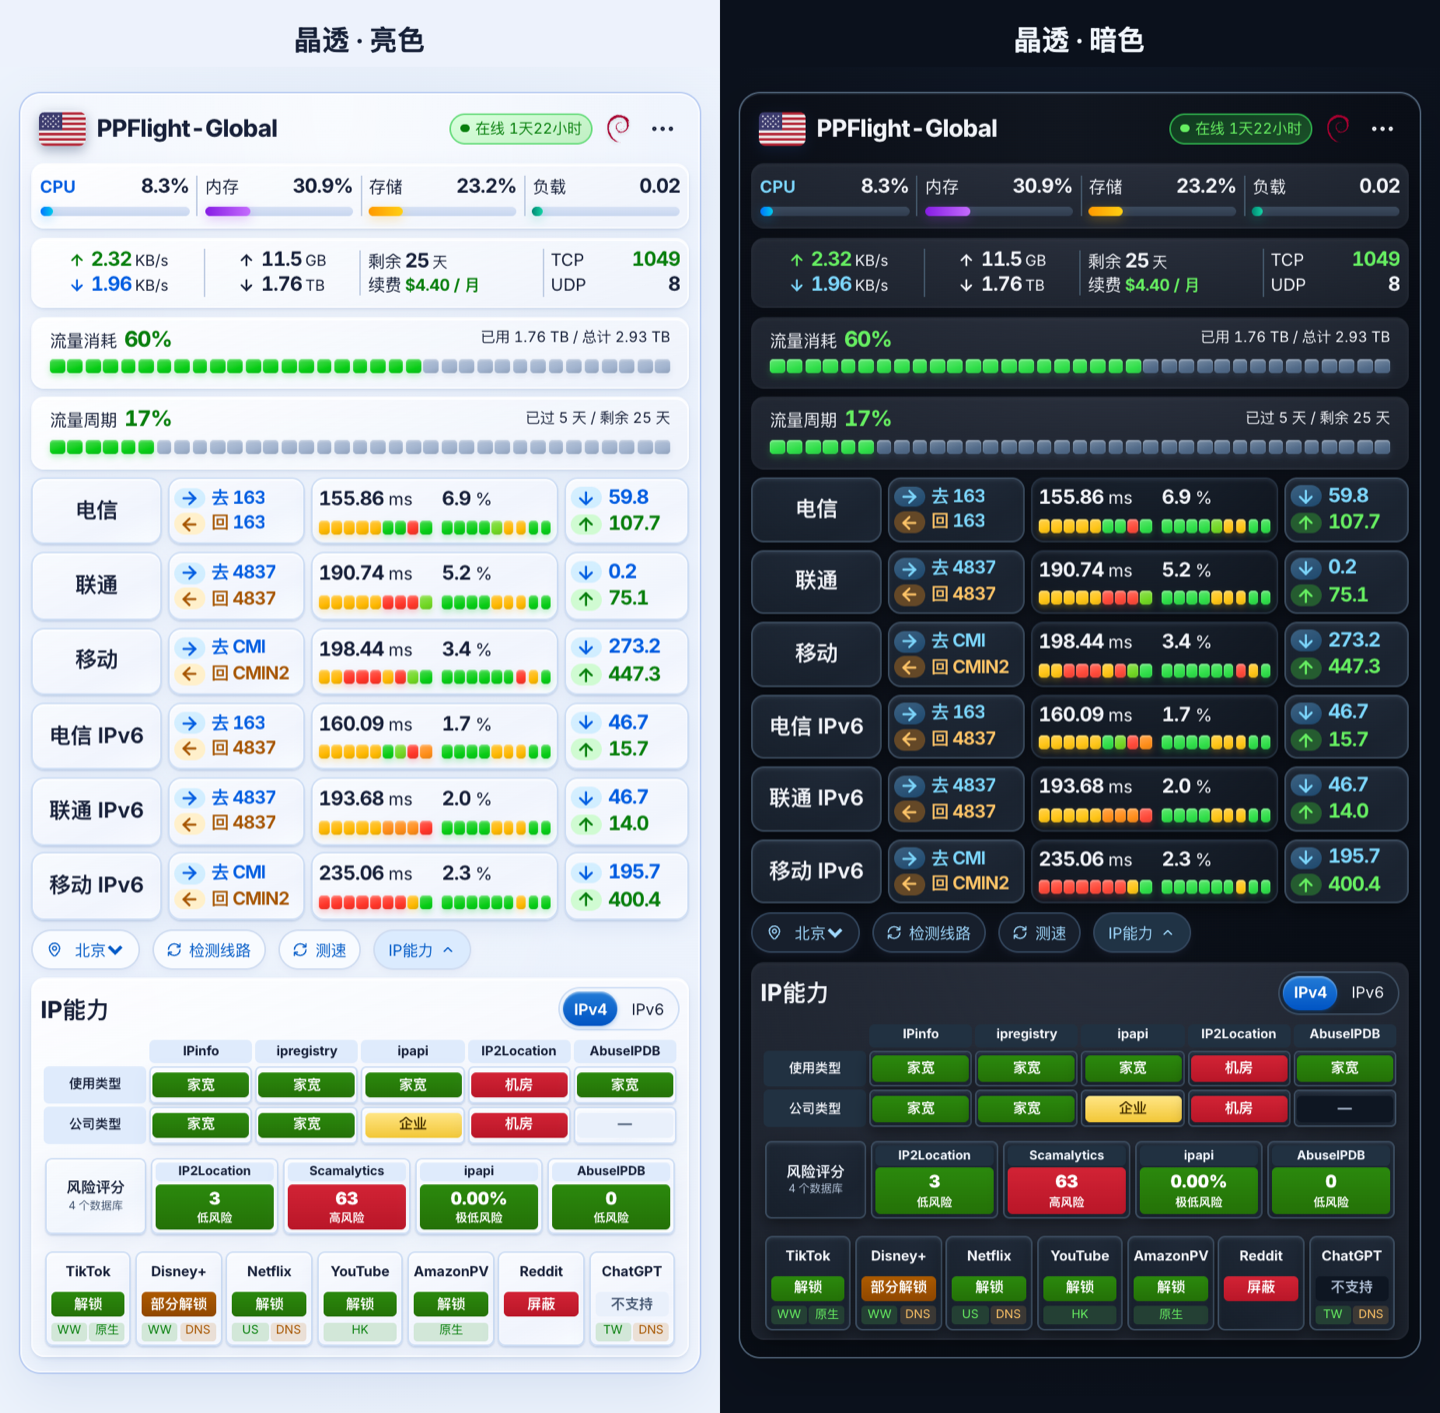 晶透 · 亮色
PPFlight-Global
在线 1天22小时
CPU 8.3% 内存 30.9% 存储 23.2% 负载 0.02
↑ 2.32 KB/s ↑ 11.5 GB 剩余 25 天 TCP 1049
↓ 1.96 KB/s ↓ 1.76 TB 续费 $4.40 / 月 UDP 8
流量消耗 60% 已用 1.76 TB / 总计 2.93 TB
流量周期 17% 已过 5 天 / 剩余 25 天
电信 → 去 163 155.86 ms 6.9 % ↓ 59.8
← 回 163 ↑ 107.7
联通 → 去 4837 190.74 ms 5.2 % ↓ 0.2
← 回 4837 ↑ 75.1
移动 → 去 CMI 198.44 ms 3.4 % ↓ 273.2
← 回 CMIN2 ↑ 447.3
电信 IPv6 → 去 163 160.09 ms 1.7 % ↓ 46.7
← 回 4837 ↑ 15.7
联通 IPv6 → 去 4837 193.68 ms 2.0 % ↓ 46.7
← 回 4837 ↑ 14.0
移动 IPv6 → 去 CMI 235.06 ms 2.3 % ↓ 195.7
← 回 CMIN2 ↑ 400.4
北京 检测线路 测速 IP能力
IP能力 IPv4 IPv6
IPinfo ipregistry ipapi IP2Location AbuseIPDB
使用类型 家宽 家宽 家宽 机房 家宽
公司类型 家宽 家宽 企业 机房 —
风险评分
4 个数据库
IP2Location Scamalytics ipapi AbuseIPDB
3 63 0.00% 0
低风险 高风险 极低风险 低风险
TikTok Disney+ Netflix YouTube AmazonPV Reddit ChatGPT
解锁 部分解锁 解锁 解锁 解锁 屏蔽 不支持
WW 原生 WW DNS US DNS HK 原生 TW DNS
晶透 · 暗色
PPFlight-Global
在线 1天22小时
CPU 8.3% 内存 30.9% 存储 23.2% 负载 0.02
↑ 2.32 KB/s ↑ 11.5 GB 剩余 25 天 TCP 1049
↓ 1.96 KB/s ↓ 1.76 TB 续费 $4.40 / 月 UDP 8
流量消耗 60% 已用 1.76 TB / 总计 2.93 TB
流量周期 17% 已过 5 天 / 剩余 25 天
电信 → 去 163 155.86 ms 6.9 % ↓ 59.8
← 回 163 ↑ 107.7
联通 → 去 4837 190.74 ms 5.2 % ↓ 0.2
← 回 4837 ↑ 75.1
移动 → 去 CMI 198.44 ms 3.4 % ↓ 273.2
← 回 CMIN2 ↑ 447.3
电信 IPv6 → 去 163 160.09 ms 1.7 % ↓ 46.7
← 回 4837 ↑ 15.7
联通 IPv6 → 去 4837 193.68 ms 2.0 % ↓ 46.7
← 回 4837 ↑ 14.0
移动 IPv6 → 去 CMI 235.06 ms 2.3 % ↓ 195.7
← 回 CMIN2 ↑ 400.4
北京 检测线路 测速 IP能力
IP能力 IPv4 IPv6
IPinfo ipregistry ipapi IP2Location AbuseIPDB
使用类型 家宽 家宽 家宽 机房 家宽
公司类型 家宽 家宽 企业 机房 —
风险评分
4 个数据库
IP2Location Scamalytics ipapi AbuseIPDB
3 63 0.00% 0
低风险 高风险 极低风险 低风险
TikTok Disney+ Netflix YouTube AmazonPV Reddit ChatGPT
解锁 部分解锁 解锁 解锁 解锁 屏蔽 不支持
WW 原生 WW DNS US DNS HK 原生 TW DNS